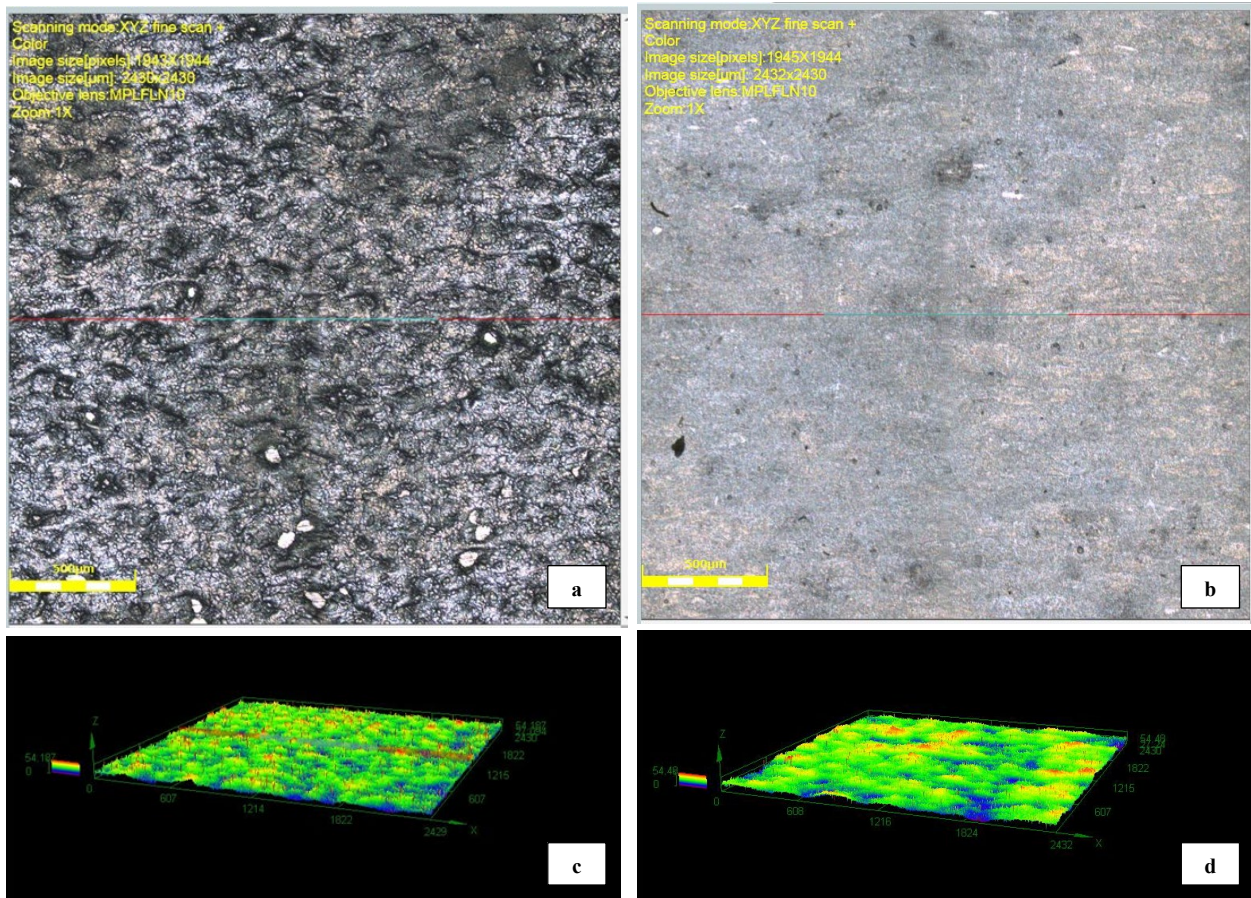 Scanning mode:XYZ fine scan +
Color
Image size[pixels]:1943X1944
Image size[µm]: 2430x2430
Objective lens:MPLFLN10
Zoom:1X
500µm
a
Scanning mode:XYZ fine scan +
Color
Image size[pixels]:1945X1944
Image size[µm]: 2432x2430
Objective lens:MPLFLN10
Zoom:1X
500µm
b
Z
54.187
0
0
607
1214
1822
2429
X
607
1215
1822
2430
54.187
c
Z
54.48
0
0
608
1216
1824
2432
X
607
1215
1822
2430
54.48
d